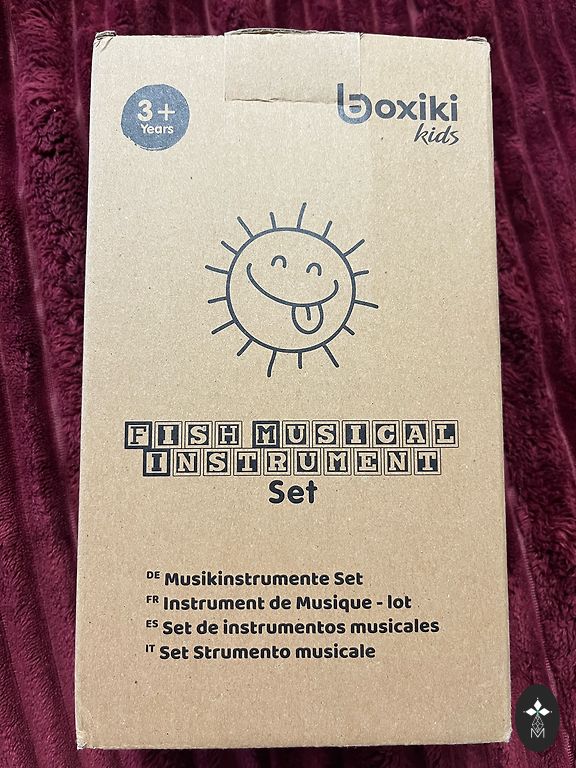 3+
Years
boxiki
kids
FISH MUSICAL
INSTRUMENT
Set
DE Musikinstrumente Set
FR Instrument de Musique - lot
ES Set de instrumentos musicales
IT Set Strumento musicale
M